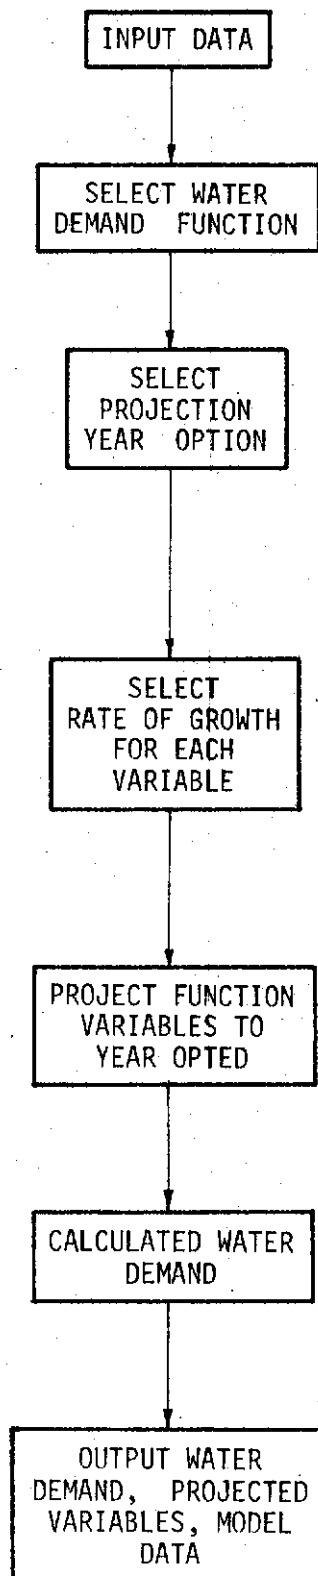 INPUT DATA
SELECT WATER
DEMAND FUNCTION
SELECT
PROJECTION
YEAR OPTION
SELECT
RATE OF GROWTH
FOR EACH
VARIABLE
PROJECT FUNCTION
VARIABLES TO
YEAR OPTED
CALCULATED WATER
DEMAND
OUTPUT WATER
DEMAND, PROJECTED
VARIABLES, MODEL
DATA